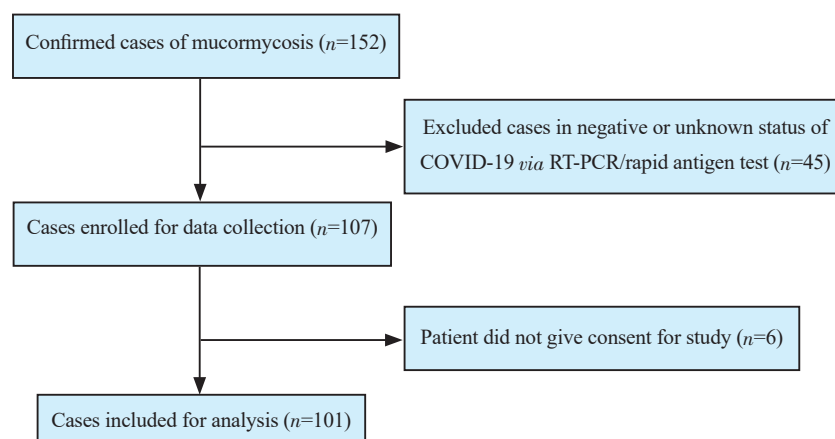 Confirmed cases of mucormycosis (n=152)
Excluded cases in negative or unknown status of
COVID-19 via RT-PCR/rapid antigen test (n=45)
Cases enrolled for data collection (n=107)
Patient did not give consent for study (n=6)
Cases included for analysis (n=101)